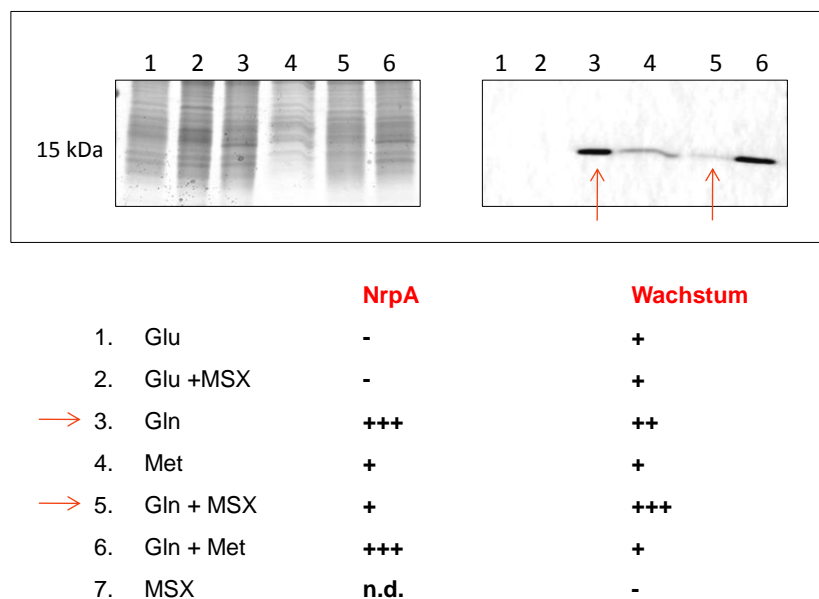 1 2 3 4 5 6 1 2 3 4 5 6
15 kDa
NrpA Wachstum
1. Glu - +
2. Glu +MSX - +
3. Gln +++ ++
4. Met + +
5. Gln + MSX + +++
6. Gln + Met +++ +
7. MSX n.d. -